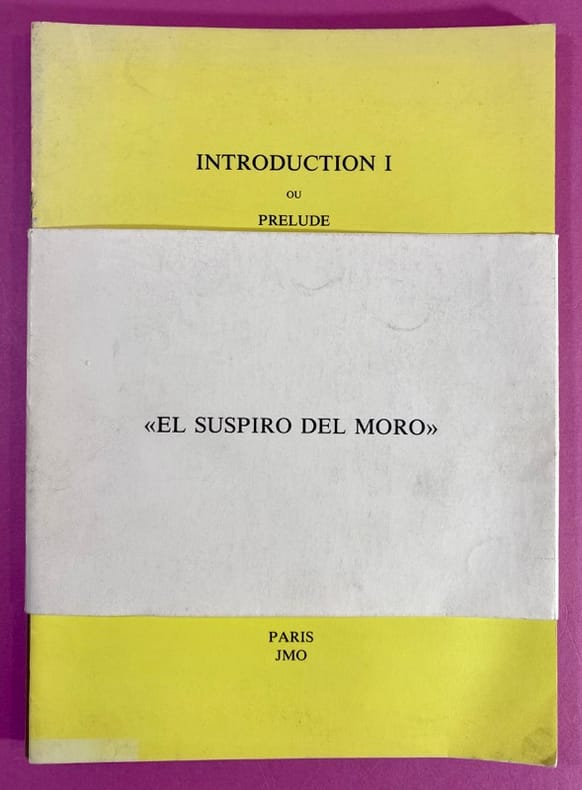 INTRODUCTION I
OU
PRELUDE
«EL SUSPIRO DEL MORO»
PARIS
JMO